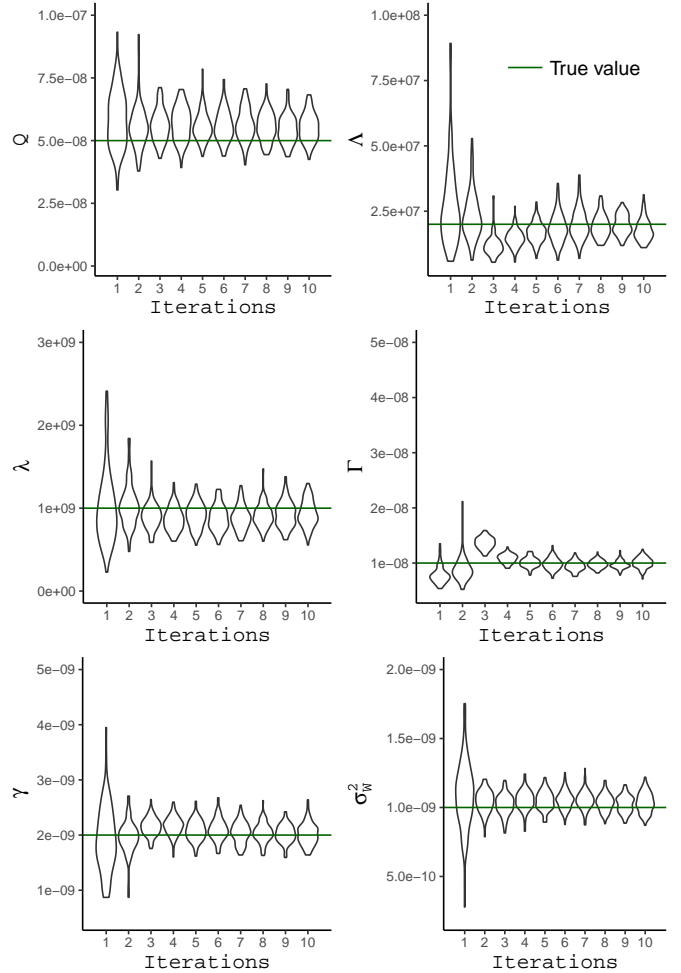 1.0e−07
7.5e−08
5.0e−08
2.5e−08
0.0e+00
Q
1 2 3 4 5 6 7 8 9 10
Iterations
1.0e+08
7.5e+07
5.0e+07
2.5e+07
Λ
True value
1 2 3 4 5 6 7 8 9 10
Iterations
3e+09
2e+09
1e+09
0e+00
λ
1 2 3 4 5 6 7 8 9 10
Iterations
5e−08
4e−08
3e−08
2e−08
1e−08
Γ
1 2 3 4 5 6 7 8 9 10
Iterations
5e−09
4e−09
3e−09
2e−09
1e−09
γ
1 2 3 4 5 6 7 8 9 10
Iterations
2.0e−09
1.5e−09
1.0e−09
5.0e−10
σ²_W
1 2 3 4 5 6 7 8 9 10
Iterations